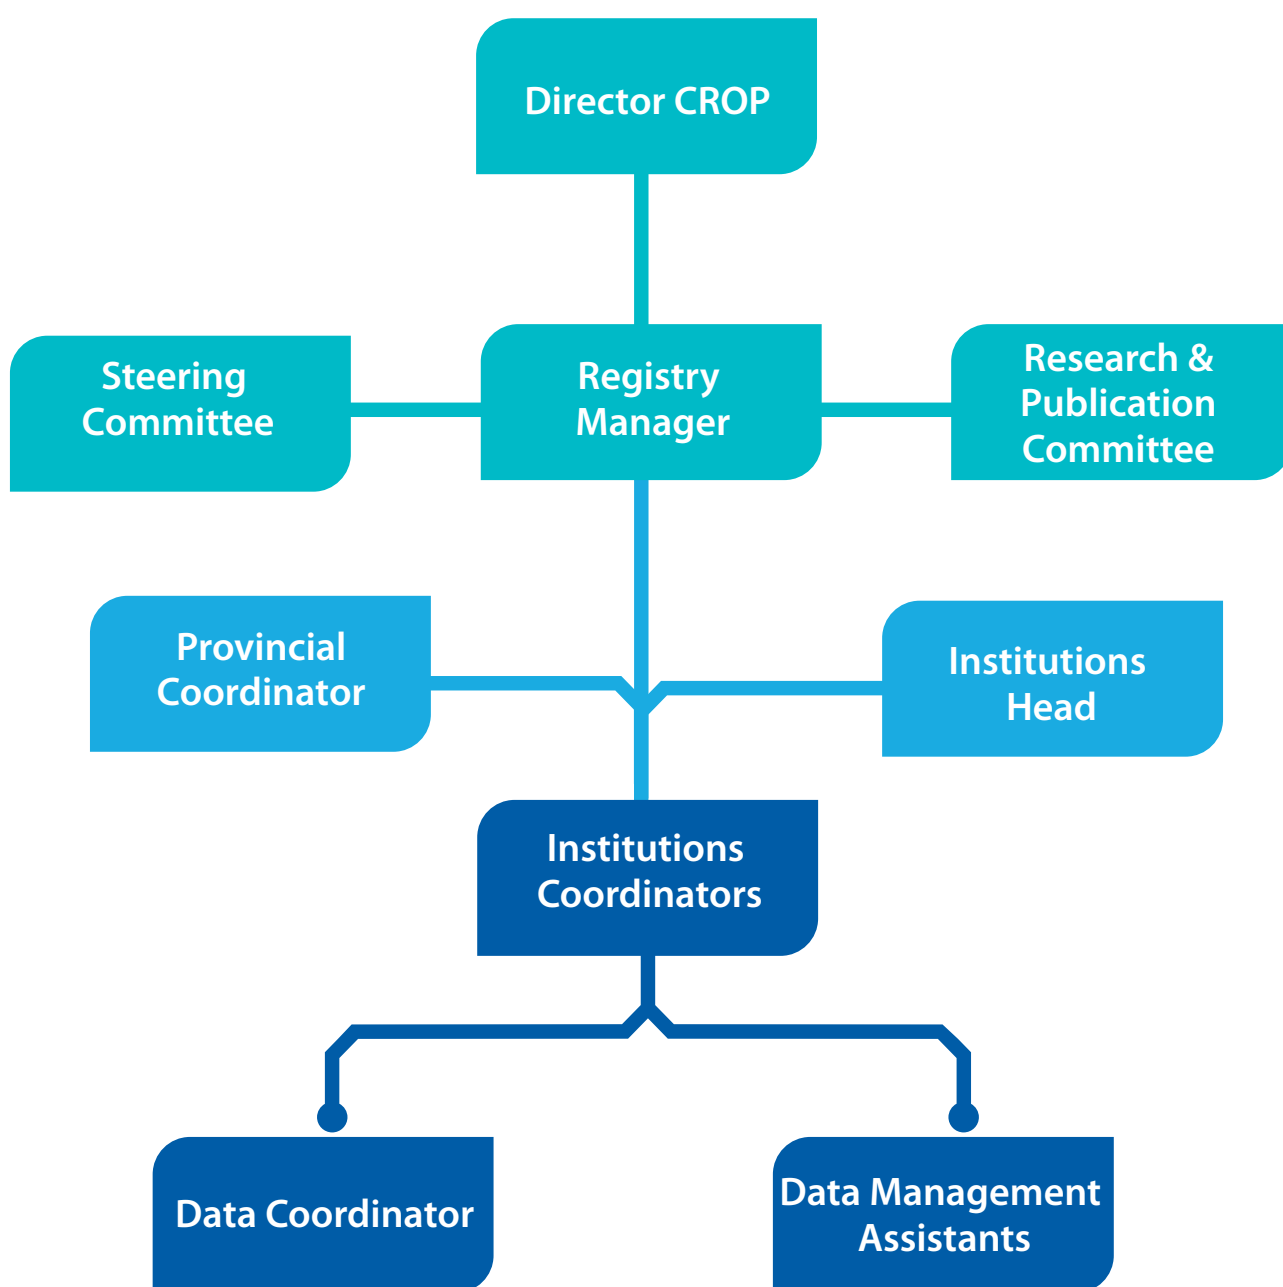 Director CROP
Steering
Committee
Registry
Manager
Research &
Publication
Committee
Provincial
Coordinator
Institutions
Head
Institutions
Coordinators
Data Coordinator
Data Management
Assistants